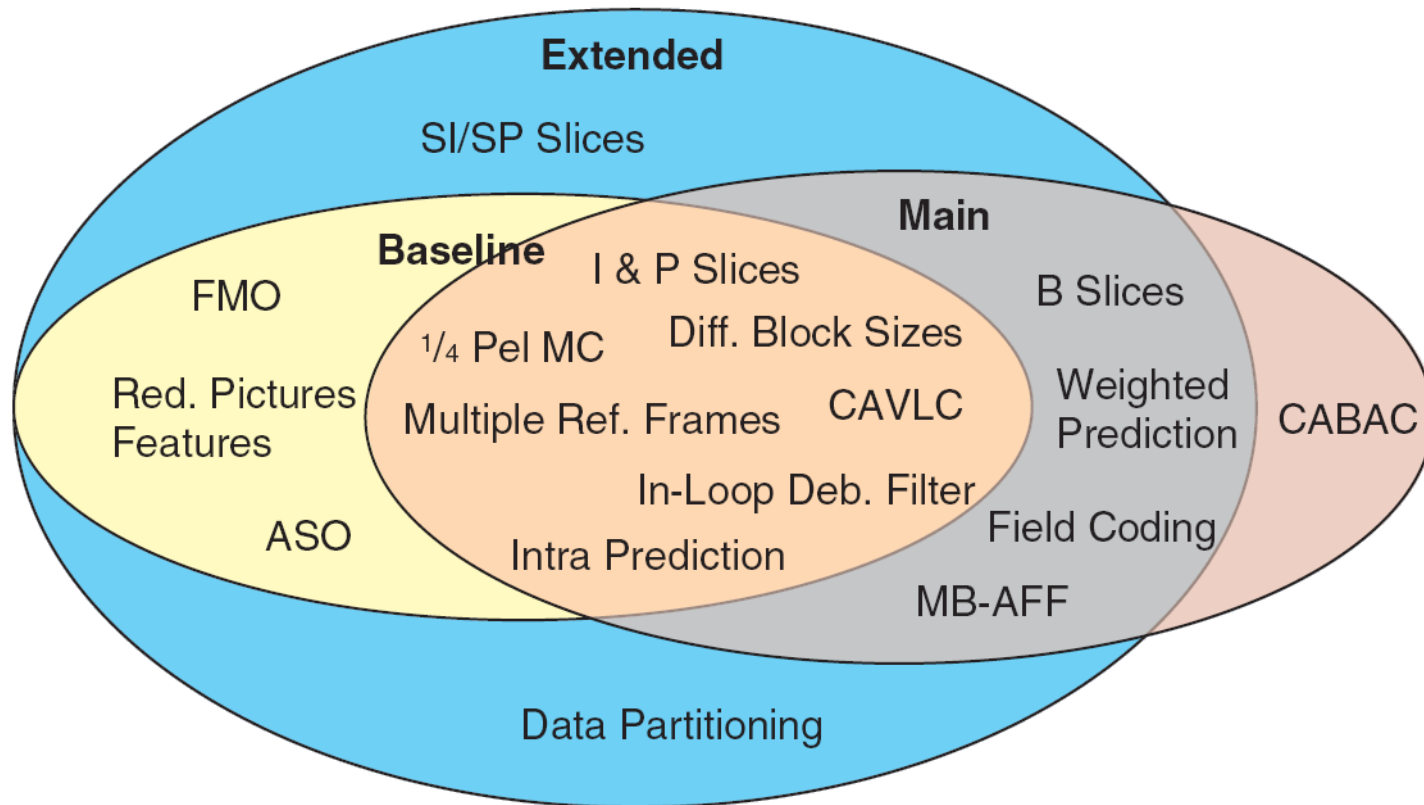 Extended
SI/SP Slices
Main
Baseline
I & P Slices
B Slices
FMO
Diff. Block Sizes
1/4 Pel MC
Red. Pictures
Features
Multiple Ref. Frames
CAVLC
Weighted
Prediction
CABAC
In-Loop Deb. Filter
Field Coding
ASO
Intra Prediction
MB-AFF
Data Partitioning